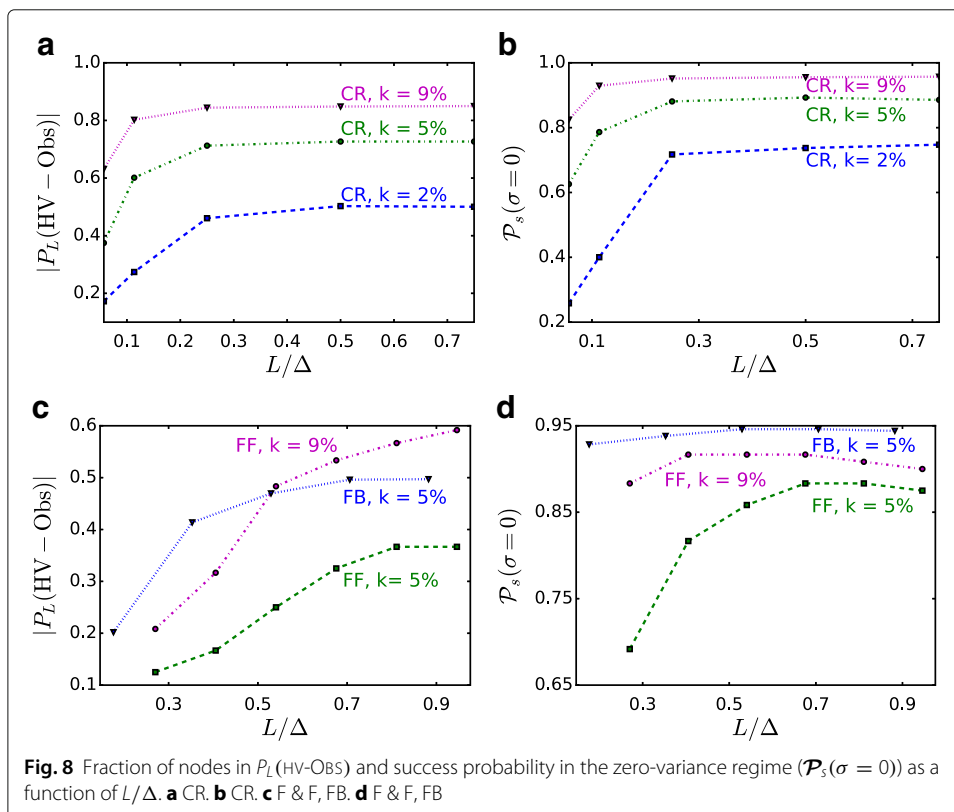 a
1.0
0.8
0.6
0.4
0.2
|P_L(HV − Obs)|
CR, k = 9%
CR, k = 5%
CR, k = 2%
0.1 0.3 0.5 0.7
L/Δ
b
1.0
0.8
0.6
0.4
0.2
𝒫_s(σ = 0)
CR, k = 9%
CR, k = 5%
CR, k = 2%
0.1 0.3 0.5 0.7
L/Δ
c
0.6
0.5
0.4
0.3
0.2
0.1
|P_L(HV − Obs)|
FF, k = 9%
FB, k = 5%
FF, k= 5%
0.3 0.5 0.7 0.9
L/Δ
d
0.95
0.85
0.75
0.65
𝒫_s(σ = 0)
FB, k = 5%
FF, k = 9%
FF, k = 5%
0.3 0.5 0.7 0.9
L/Δ
Fig. 8 Fraction of nodes in P_L(HV-OBS) and success probability in the zero-variance regime (𝒫_s(σ = 0)) as a
function of L/Δ. a CR. b CR. c F & F, FB. d F & F, FB